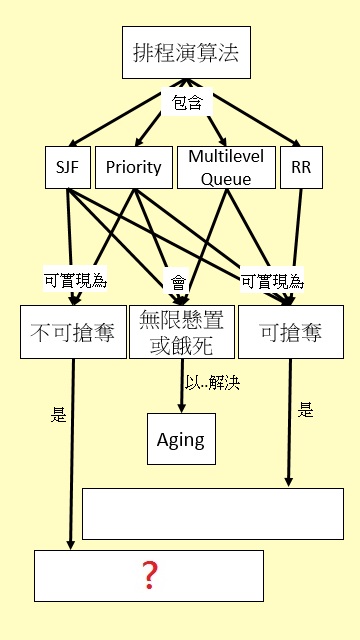 排程演算法
包含
SJF
Priority
Multilevel
Queue
RR
可實現為
會
可實現為
不可搶奪
無限懸置
或餓死
可搶奪
以..解決
是
是
Aging
?